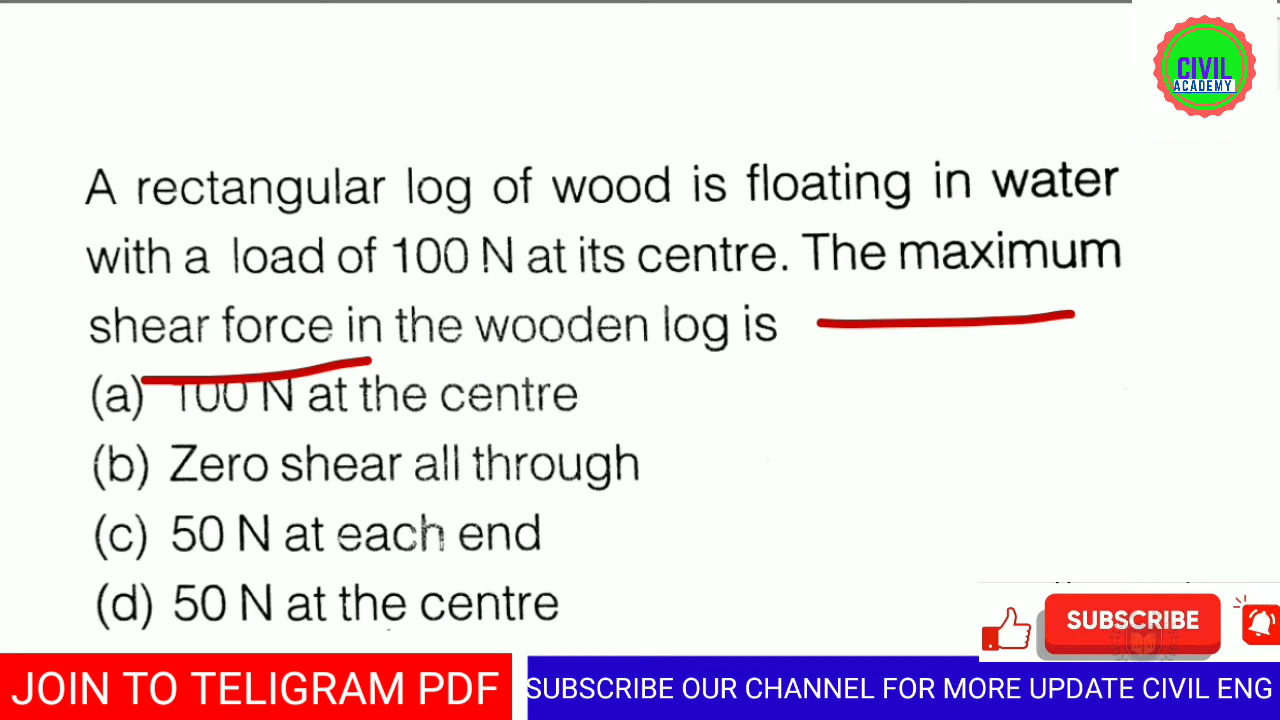 CIVIL
ACADEMY
A rectangular log of wood is floating in water
with a load of 100 N at its centre. The maximum
shear force in the wooden log is
(a) 100 N at the centre
(b) Zero shear all through
(c) 50 N at each end
(d) 50 N at the centre
SUBSCRIBE
JOIN TO TELIGRAM PDF
SUBSCRIBE OUR CHANNEL FOR MORE UPDATE CIVIL ENG